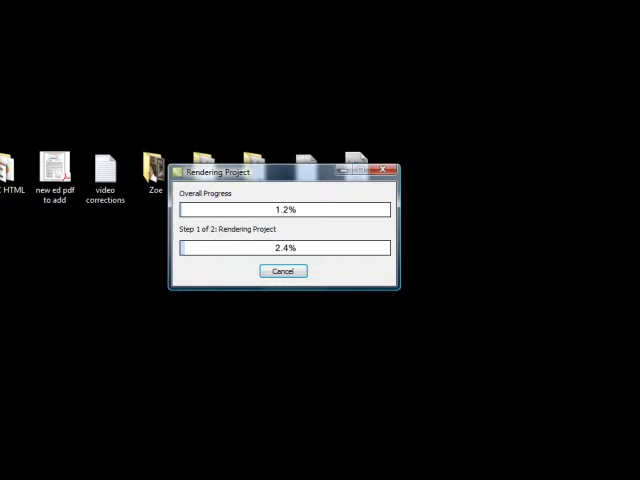 HTML
new ed pdf
to add
video
corrections
Zoe
Rendering Project
Overall Progress
1.2%
Step 1 of 2: Rendering Project
2.4%
Cancel